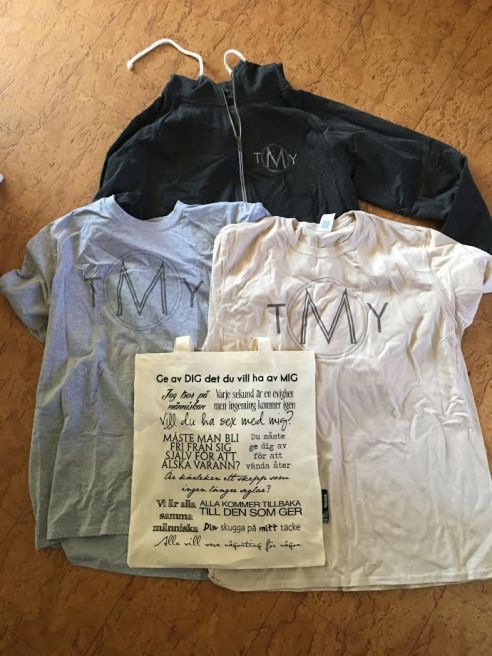 TMY
TMY
TMY
Ge av DIG det du vill ha av MIG
Jag tror på
människan
Varje sekund är en evighet
men ingenting kommer igen
Vill du ha sex med mig?
MÅSTE MAN BLI
FRI FRÅN SIG
SJÄLV FÖR ATT
ÄLSKA VARANN?
Du måste
ge dig av
för att
vända åter
Är kärleken ett skepp som
ingen längre seglar?
Vi är alla
samma
människa
ALLA KOMMER TILLBAKA
TILL DEN SOM GER
Din skugga på mitt täcke
Alla vill vara någonting för någon